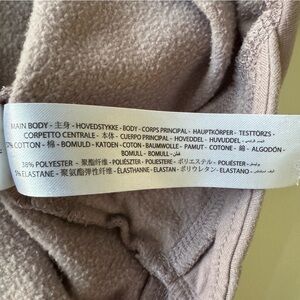 MAIN BODY - 主身 - HOVEDSTYKKE - BODY - CORPS PRINCIPAL - HAUPTKÖRPER - TESTTÖRZS -
CORPETTO CENTRALE - 本体 - CUERPO PRINCIPAL - HOVEDDEL - HUVUDDEL -
COTTON - 棉 - BOMULD - KATOEN - COTON - BAUMWOLLE - PAMUT - COTONE - 綿 - ALGODÓN -
BOMULL - BOMULL - قطن
38% POLYESTER - 聚酯纤维 - POLIÉSZTER - POLIESTERE - ポリエステル - POLIÉSTER -
ELASTANE - 聚氨酯弹性纤维 - ELASTHANNE - ELASTAN - ポリウレタン - ELASTANO -